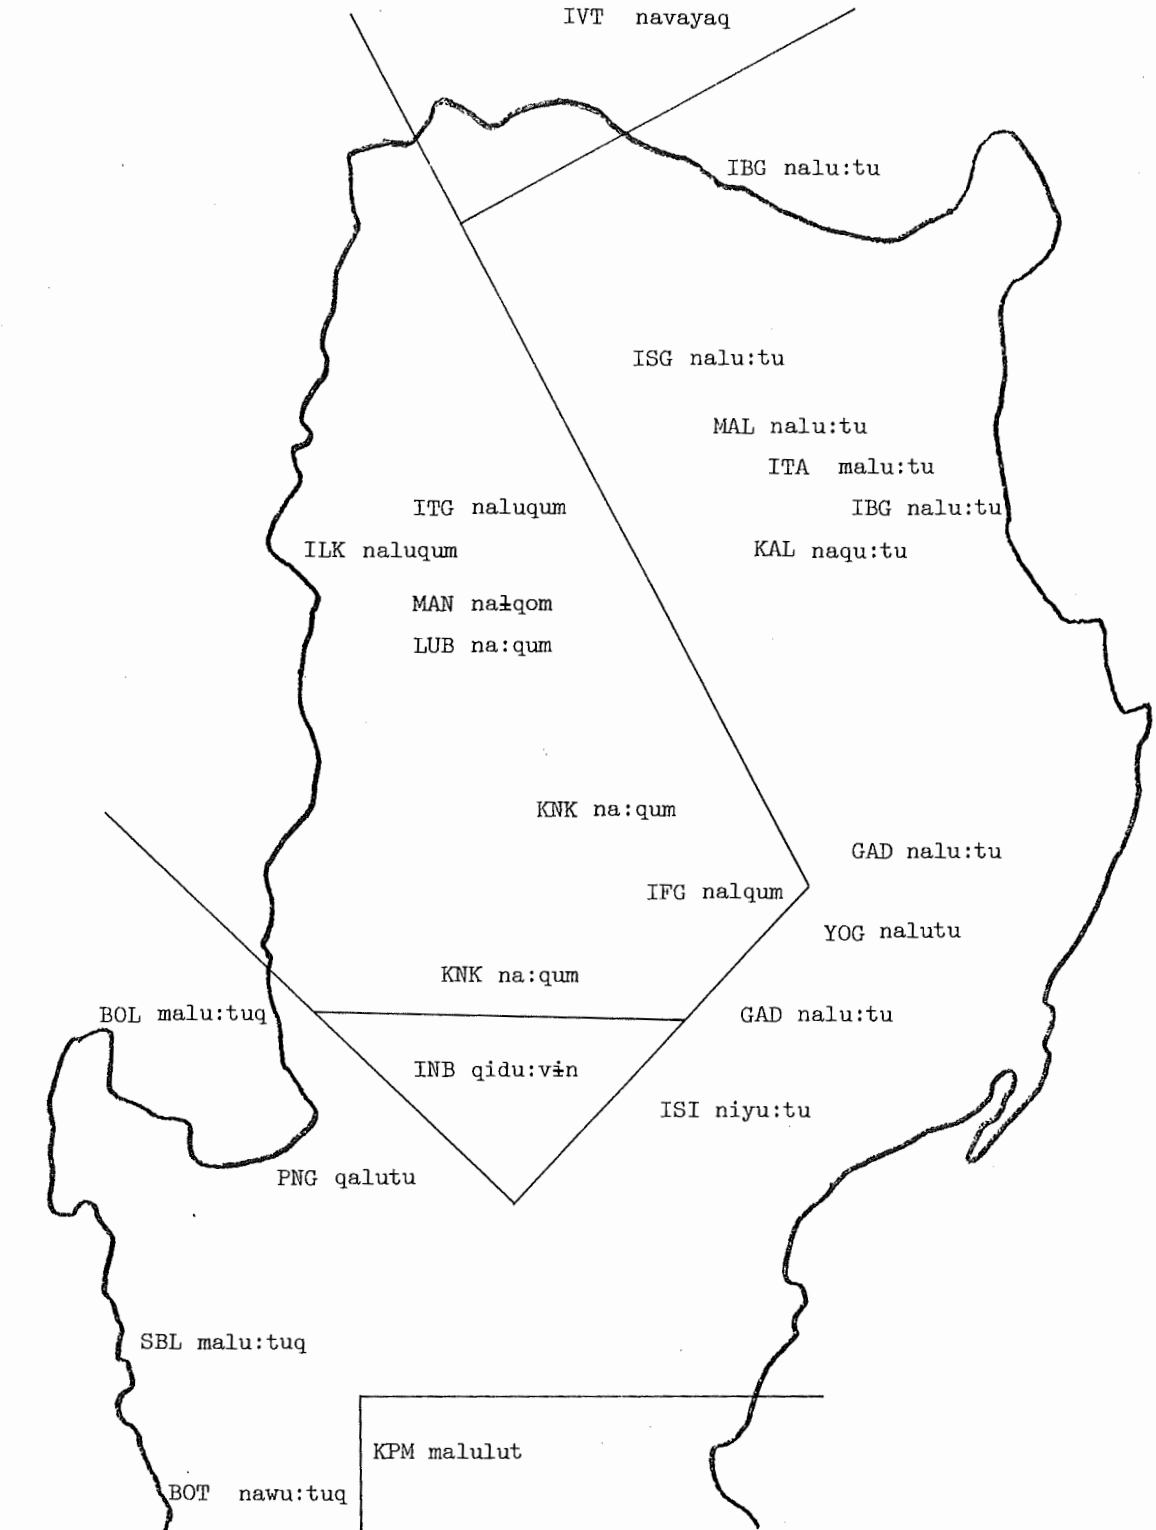 IVT navayaq
IBG nalu:tu
ISG nalu:tu
MAL nalu:tu
ITA malu:tu
ITG naluqum
IBG nalu:tu
ILK naluqum
KAL naqu:tu
MAN naɫqom
LUB na:qum
KNK na:qum
GAD nalu:tu
IFG nalqum
YOG nalutu
KNK na:qum
BOL malu:tuq
GAD nalu:tu
INB qidu:vɨn
ISI niyu:tu
PNG qalutu
SBL malu:tuq
KPM malulut
BOT nawu:tuq